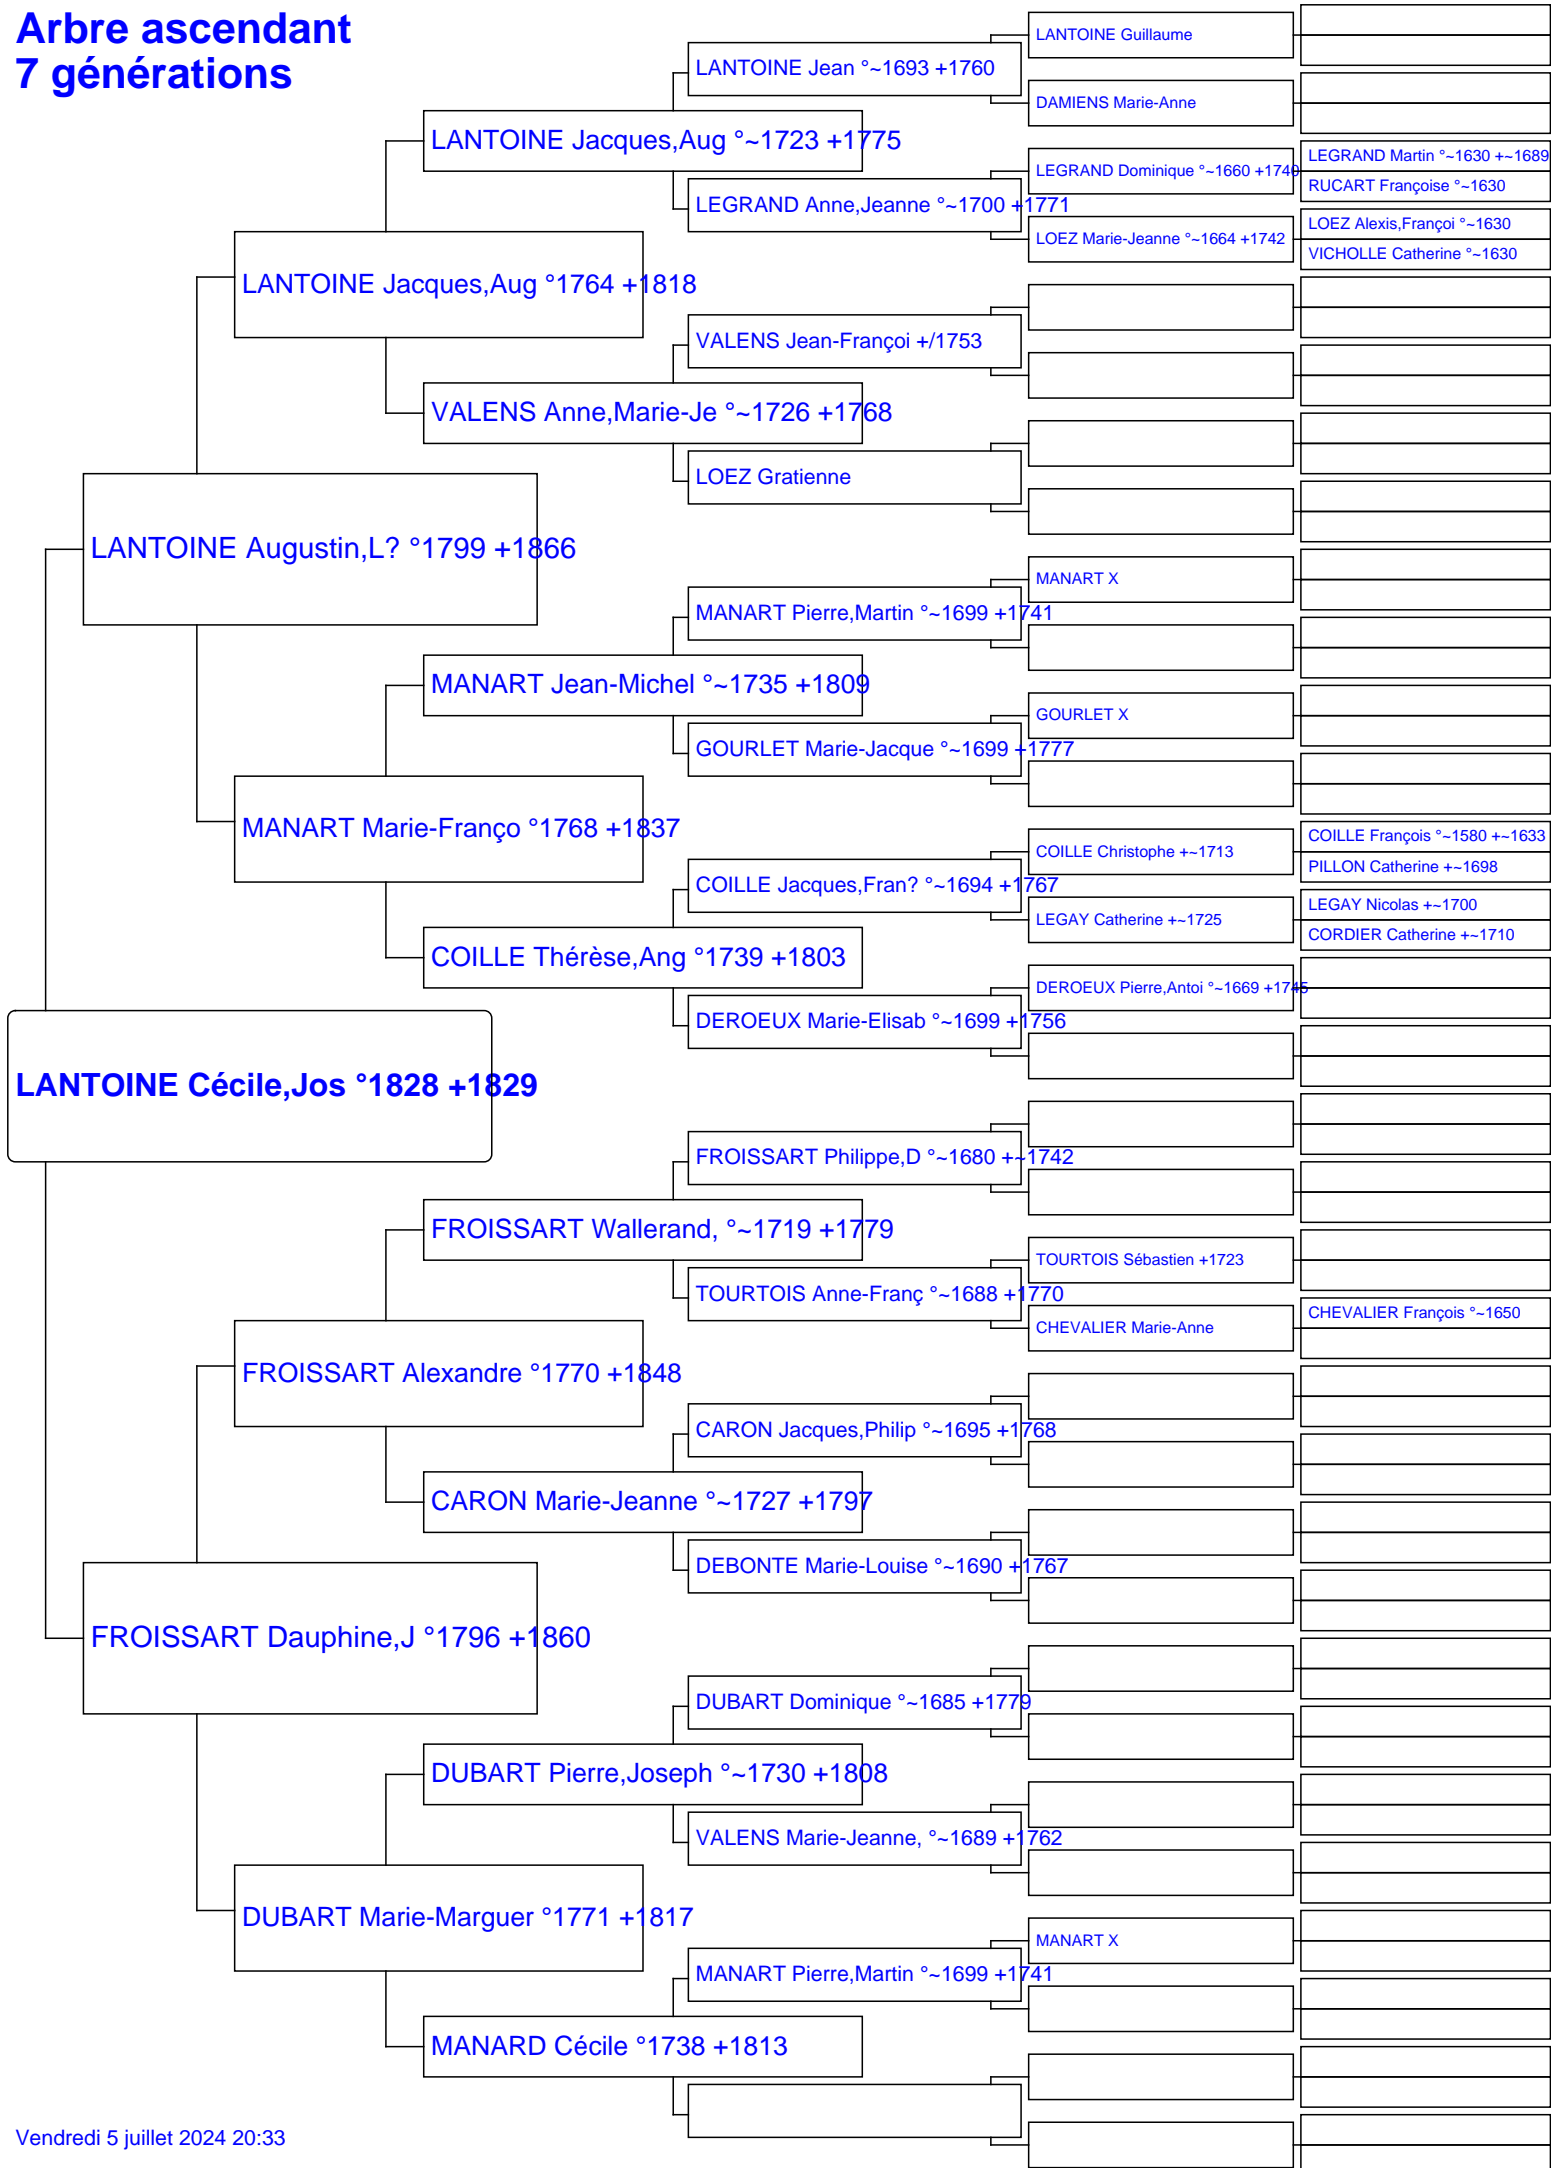 Arbre ascendant
7 générations
LANTOINE Guillaume
LANTOINE Jean °~1693 +1760
DAMIENS Marie-Anne
LANTOINE Jacques,Aug °~1723 +1775
LEGRAND Martin °~1630 +~1689
LEGRAND Dominique °~1660 +1740
RUCART Françoise °~1630
LEGRAND Anne,Jeanne °~1700 +1771
LOEZ Alexis,Françoi °~1630
LOEZ Marie-Jeanne °~1664 +1742
VICHOLLE Catherine °~1630
LANTOINE Jacques,Aug °1764 +1818
VALENS Jean-Françoi +/1753
VALENS Anne,Marie-Je °~1726 +1768
LOEZ Gratienne
LANTOINE Augustin,L? °1799 +1866
MANART X
MANART Pierre,Martin °~1699 +1741
MANART Jean-Michel °~1735 +1809
GOURLET X
GOURLET Marie-Jacque °~1699 +1777
MANART Marie-Franço °1768 +1837
COILLE François °~1580 +~1633
COILLE Christophe +~1713
PILLON Catherine +~1698
COILLE Jacques,Fran? °~1694 +1767
LEGAY Nicolas +~1700
LEGAY Catherine +~1725
CORDIER Catherine +~1710
COILLE Thérèse,Ang °1739 +1803
DEROEUX Pierre,Antoi °~1669 +1745
DEROEUX Marie-Elisab °~1699 +1756
LANTOINE Cécile,Jos °1828 +1829
FROISSART Philippe,D °~1680 +~1742
FROISSART Wallerand, °~1719 +1779
TOURTOIS Sébastien +1723
TOURTOIS Anne-Franç °~1688 +1770
CHEVALIER François °~1650
CHEVALIER Marie-Anne
FROISSART Alexandre °1770 +1848
CARON Jacques,Philip °~1695 +1768
CARON Marie-Jeanne °~1727 +1797
DEBONTE Marie-Louise °~1690 +1767
FROISSART Dauphine,J °1796 +1860
DUBART Dominique °~1685 +1779
DUBART Pierre,Joseph °~1730 +1808
VALENS Marie-Jeanne, °~1689 +1762
DUBART Marie-Marguer °1771 +1817
MANART X
MANART Pierre,Martin °~1699 +1741
MANARD Cécile °1738 +1813
Vendredi 5 juillet 2024 20:33